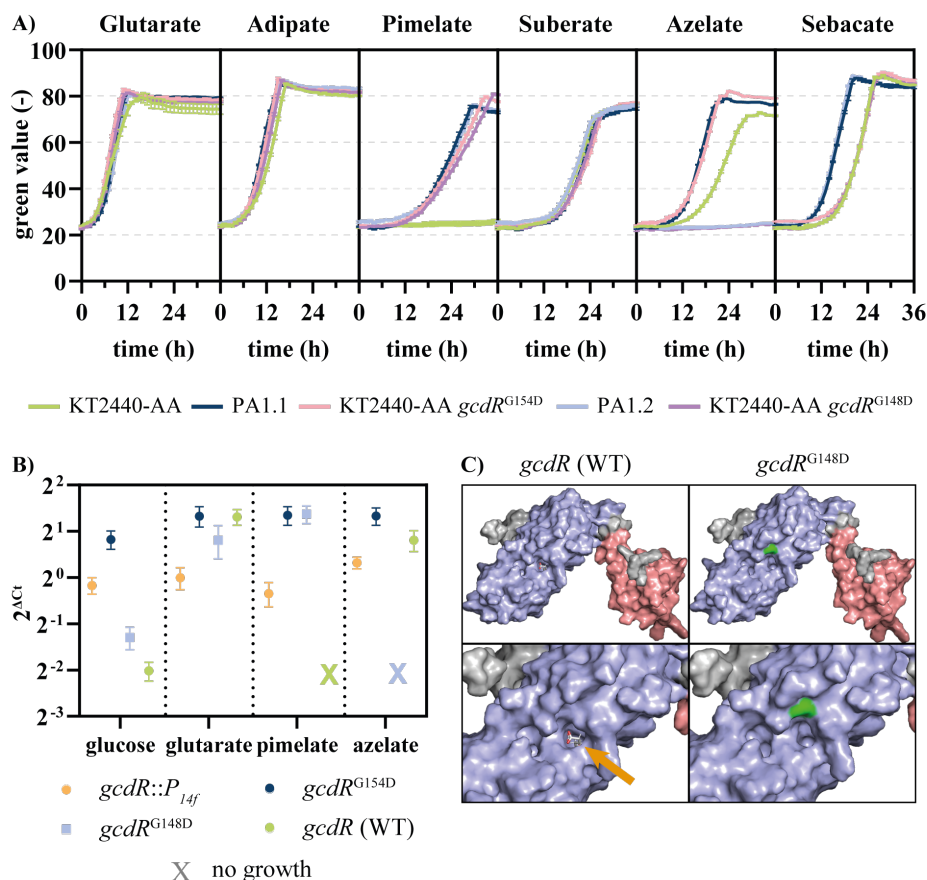 A) Glutarate Adipate Pimelate Suberate Azelate Sebacate
100
80
60
40
20
0
green value (-)
0 12 24 0 12 24 0 12 24 0 12 24 0 12 24 0 12 24 36
time (h) time (h) time (h) time (h) time (h) time (h)
KT2440-AA PA1.1 KT2440-AA gcdR^G154D PA1.2 KT2440-AA gcdR^G148D
B)
2^2
2^1
2^0
2^-1
2^-2
2^-3
2^ΔCt
X X
glucose glutarate pimelate azelate
gcdR::P_14f gcdR^G154D
gcdR^G148D gcdR (WT)
X no growth
C) gcdR (WT) gcdR^G148D